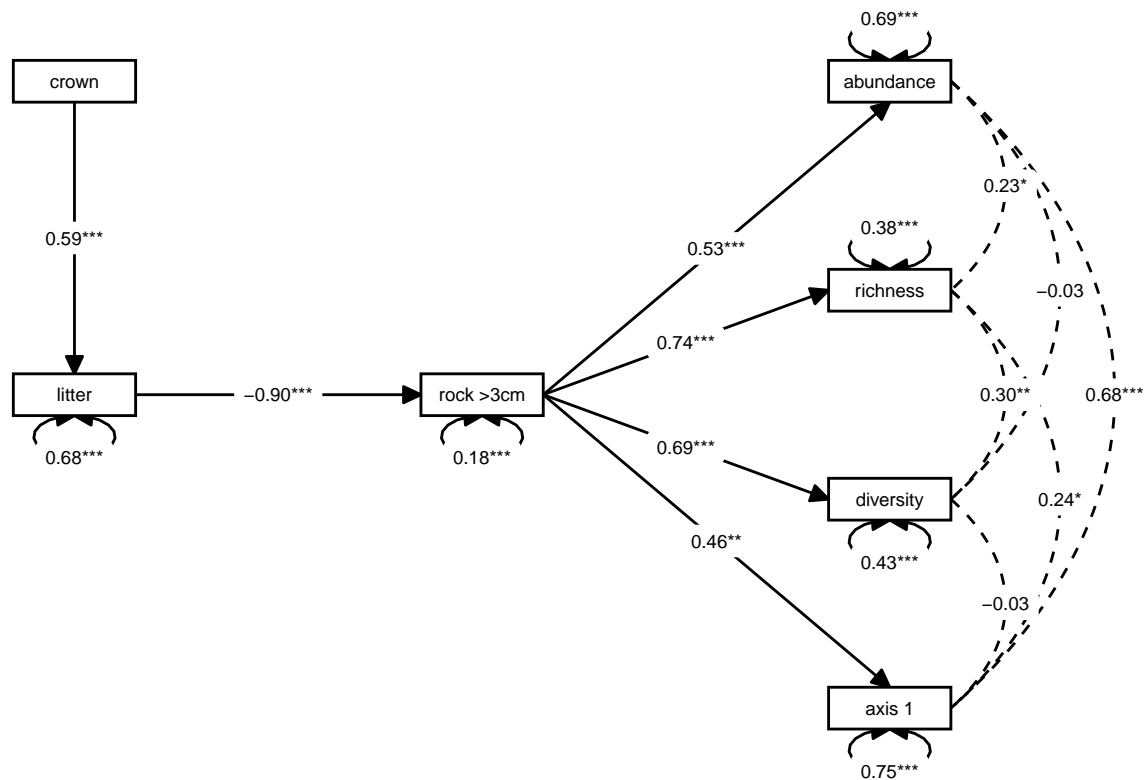 0.69***
crown
abundance
0.23*
0.59***
0.38***
0.53***
richness
−0.03
0.74***
litter
−0.90***
rock >3cm
0.30**
0.68***
0.68***
0.18***
0.69***
diversity
0.24*
0.46**
0.43***
−0.03
axis 1
0.75***